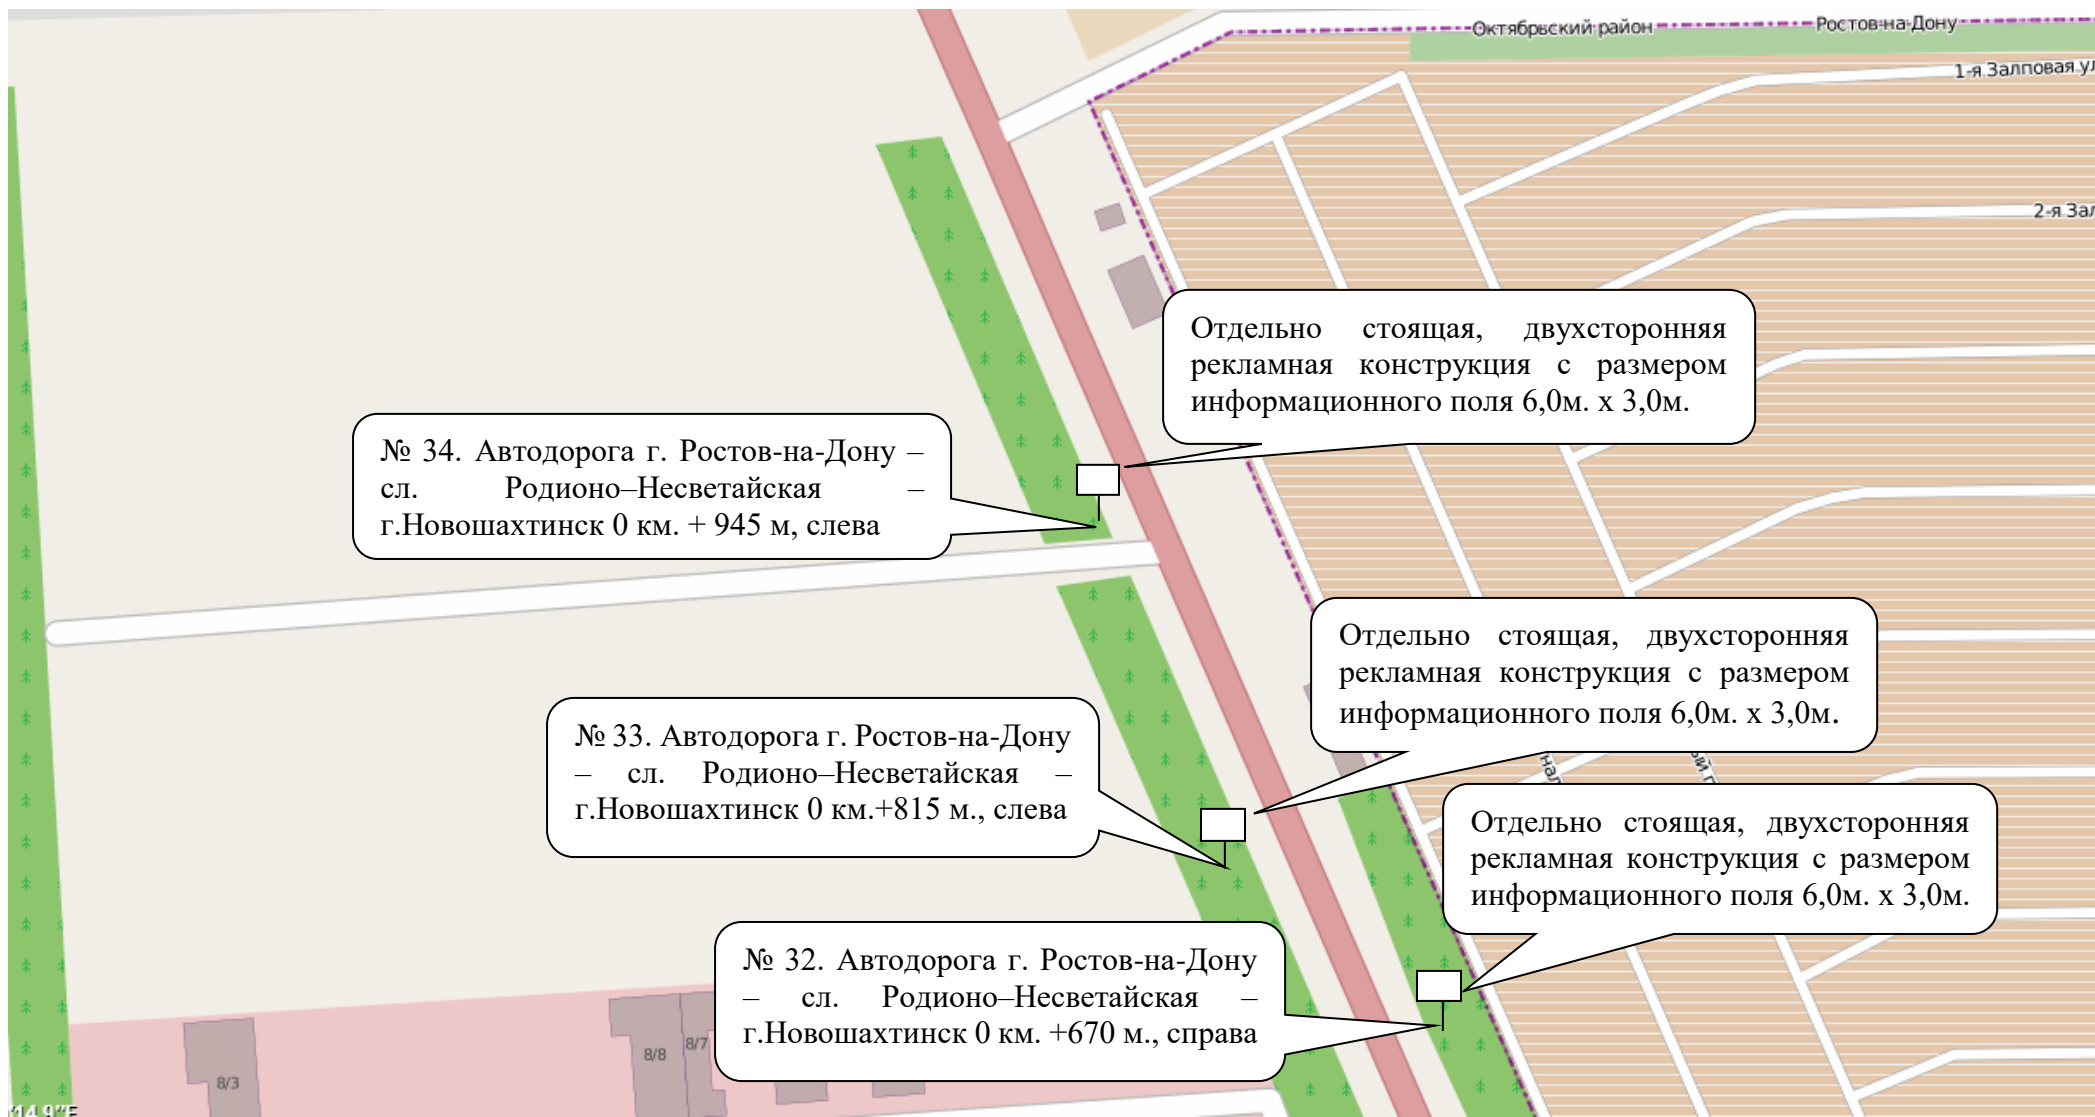 Октябрьский район
Ростов-на-Дону
1-я Залповая ул
2-я Зал
Отдельно стоящая, двухсторонняя
рекламная конструкция с размером
информационного поля 6,0м. х 3,0м.
№ 34. Автодорога г. Ростов-на-Дону –
сл. Родионо–Несветайская –
г.Новошахтинск 0 км. + 945 м, слева
Отдельно стоящая, двухсторонняя
рекламная конструкция с размером
информационного поля 6,0м. х 3,0м.
№ 33. Автодорога г. Ростов-на-Дону
– сл. Родионо–Несветайская –
г.Новошахтинск 0 км.+815 м., слева
Отдельно стоящая, двухсторонняя
рекламная конструкция с размером
информационного поля 6,0м. х 3,0м.
№ 32. Автодорога г. Ростов-на-Дону
– сл. Родионо–Несветайская –
г.Новошахтинск 0 км. +670 м., справа
8/8
8/7
8/3